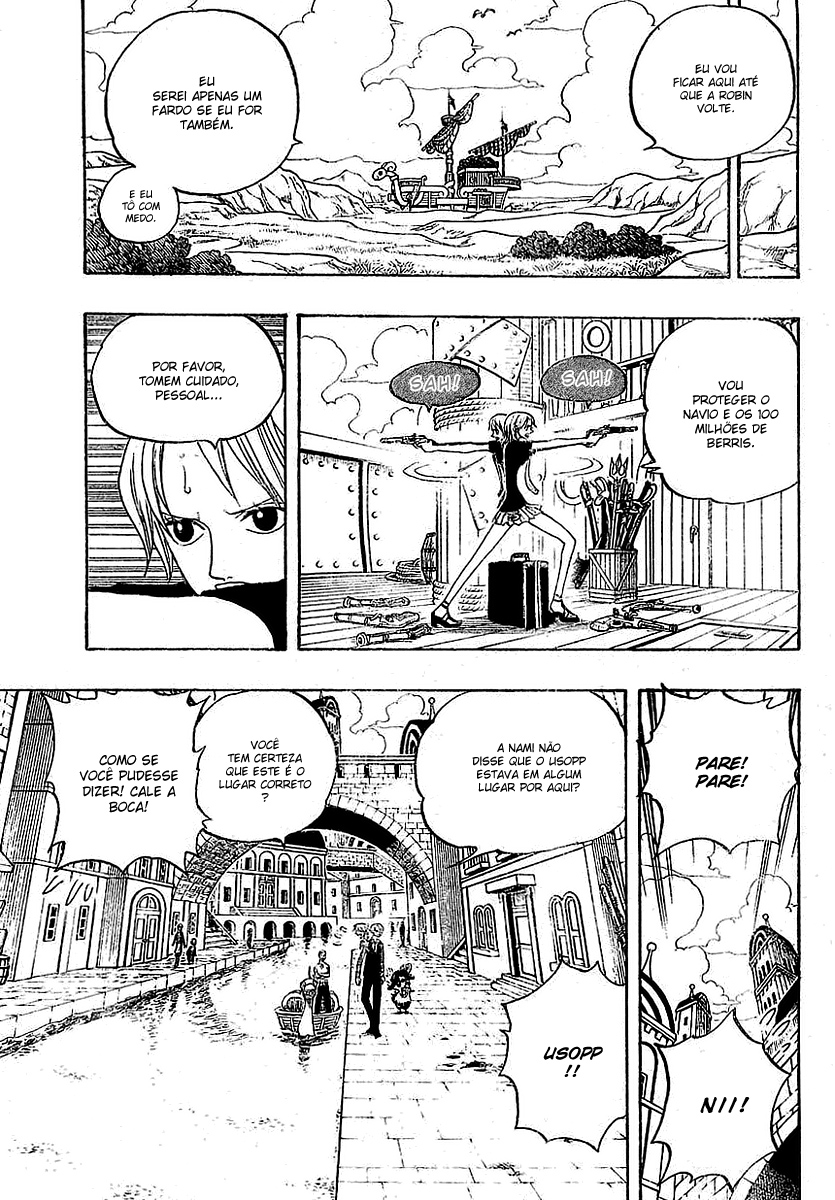 EU VOU
FICAR AQUI ATÉ
QUE A ROBIN
VOLTE.
EU
SEREI APENAS UM
FARDO SE EU FOR
TAMBÉM.
E EU
TÔ COM
MEDO.
VOU
PROTEGER O
NAVIO E OS 100
MILHÕES DE
BERRIS.
SAH!
SAH!
POR FAVOR,
TOMEM CUIDADO,
PESSOAL...
PARE!
PARE!
NII!
A NAMI NÃO
DISSE QUE O USOPP
ESTAVA EM ALGUM
LUGAR POR AQUI?
VOCÊ
TEM CERTEZA
QUE ESTE É O
LUGAR CORRETO
?
COMO SE
VOCÊ PUDESSE
DIZER! CALE A
BOCA!
USOPP
!!